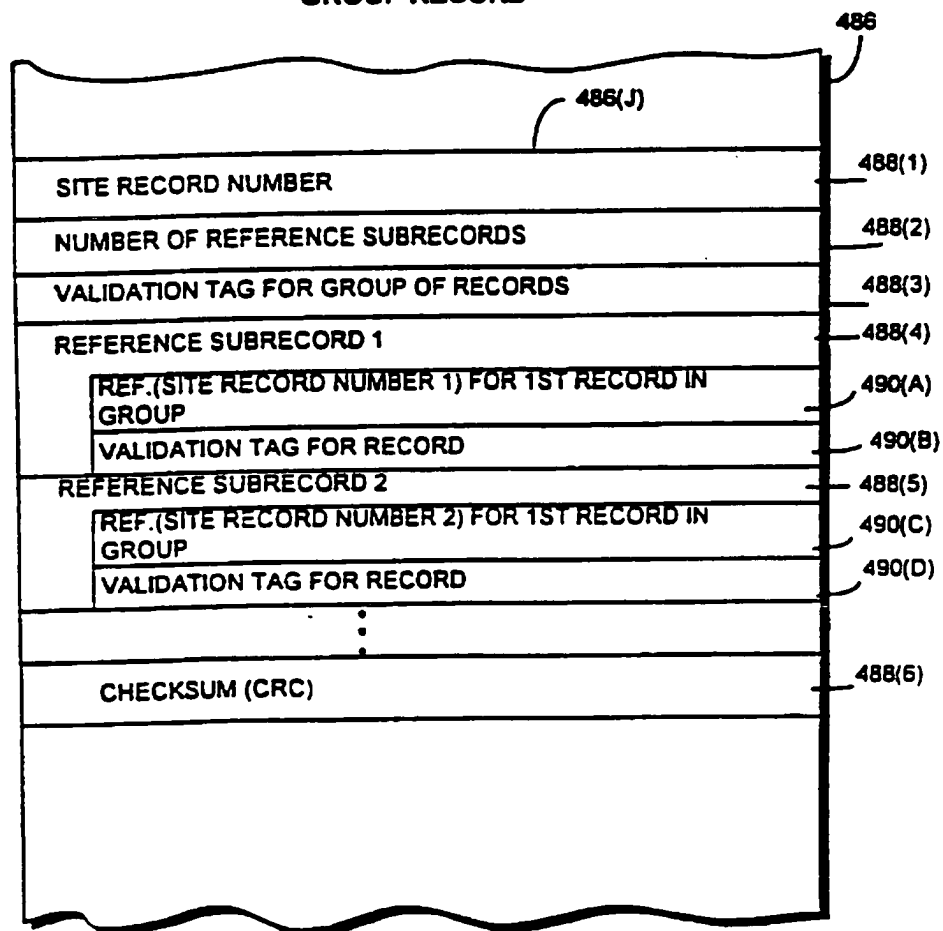 GROUP RECORD
486
486(J)
SITE RECORD NUMBER 488(1)
NUMBER OF REFERENCE SUBRECORDS 488(2)
VALIDATION TAG FOR GROUP OF RECORDS 488(3)
REFERENCE SUBRECORD 1 488(4)
REF.(SITE RECORD NUMBER 1) FOR 1ST RECORD IN
GROUP 490(A)
VALIDATION TAG FOR RECORD 490(B)
REFERENCE SUBRECORD 2 488(5)
REF.(SITE RECORD NUMBER 2) FOR 1ST RECORD IN
GROUP 490(C)
VALIDATION TAG FOR RECORD 490(D)
CHECKSUM (CRC) 488(6)